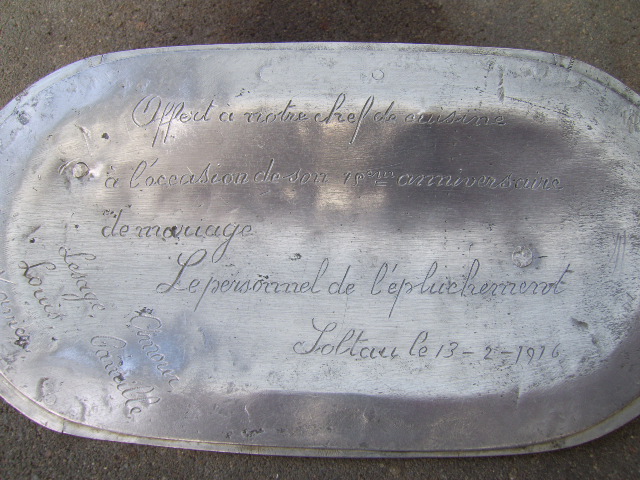 Offert à notre chef de cuisine
à l'occasion de son 10ème anniversaire
de mariage
Le personnel de l'épluchement
Soltau le 13-2-1916
Lesage
Louis
Camille